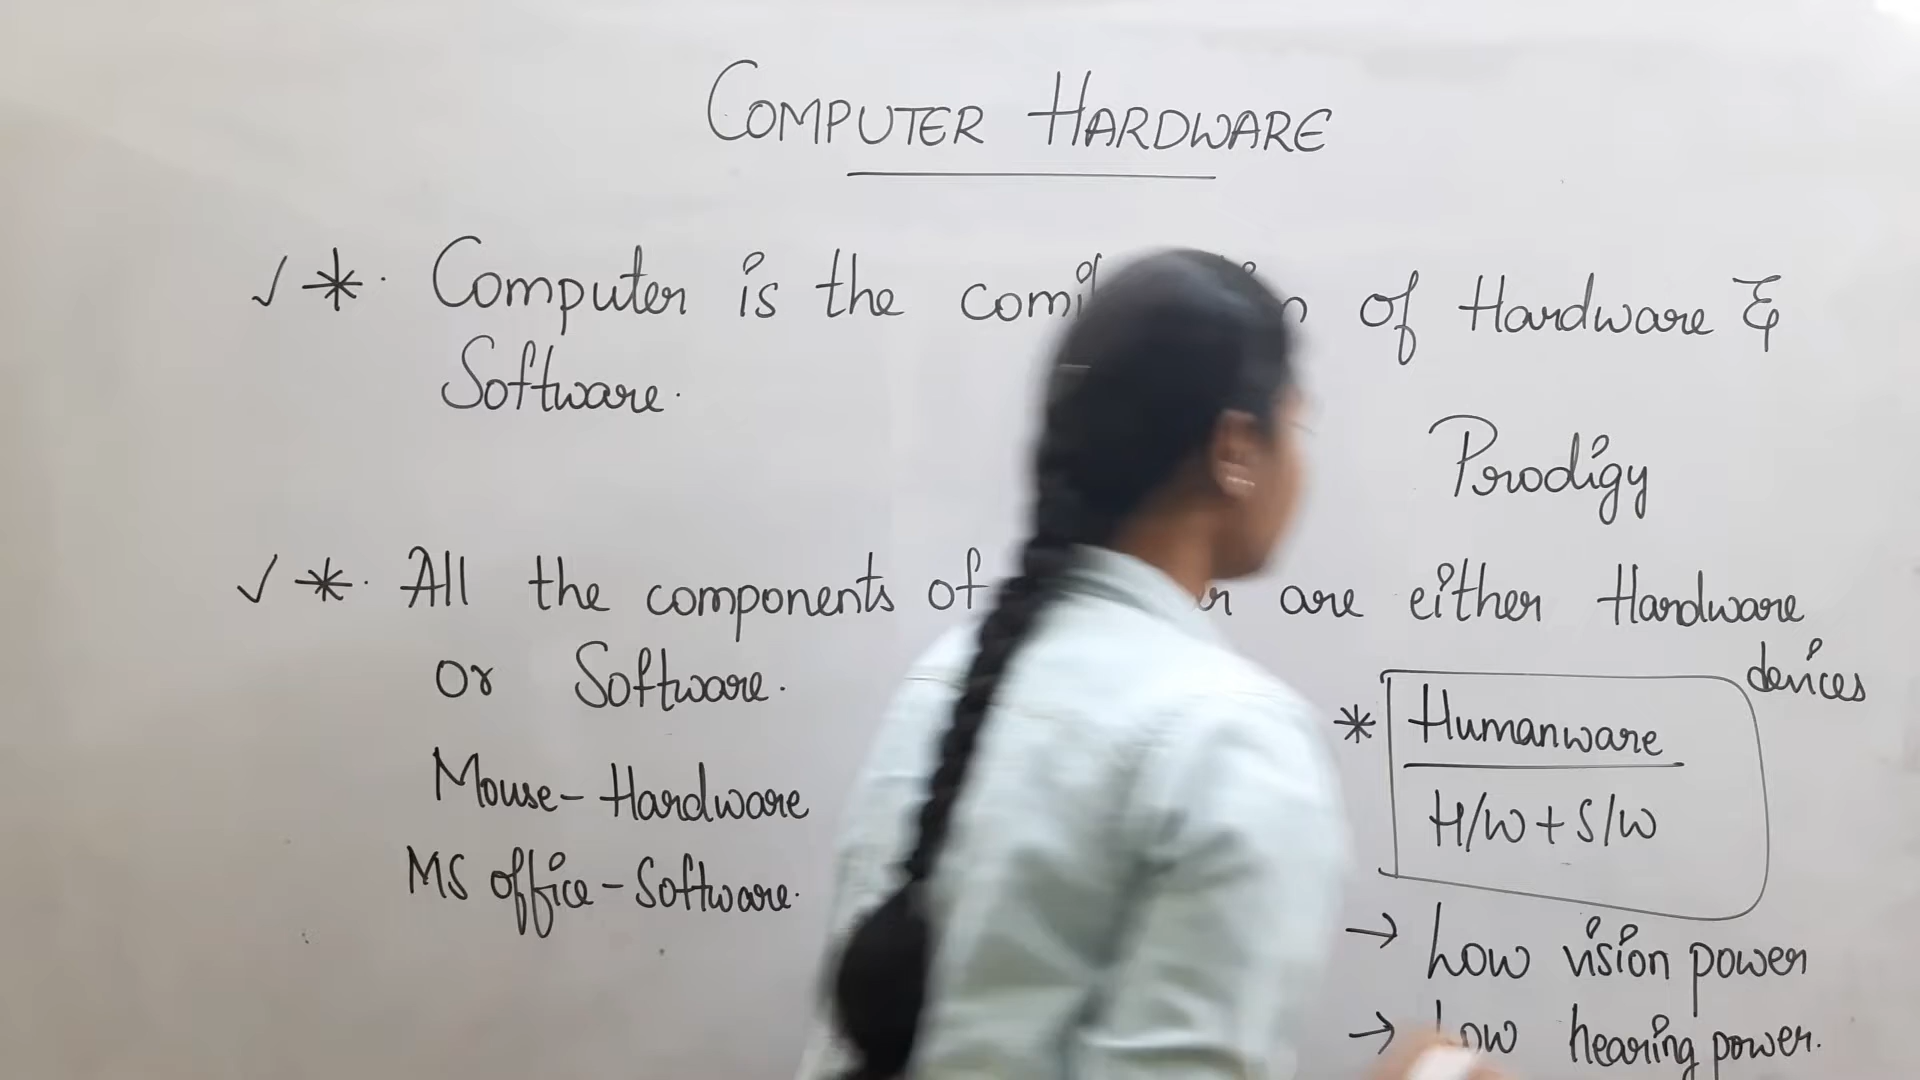 COMPUTER HARDWARE
✓ *. Computer is the of Hardware &
Software.
Prodigy
✓ *. All the components of are either Hardware
or Software.
devices
* Humanware
Mouse - Hardware
H/W + S/W
MS office - Software.
→ Low vision power
→ Low hearing power.